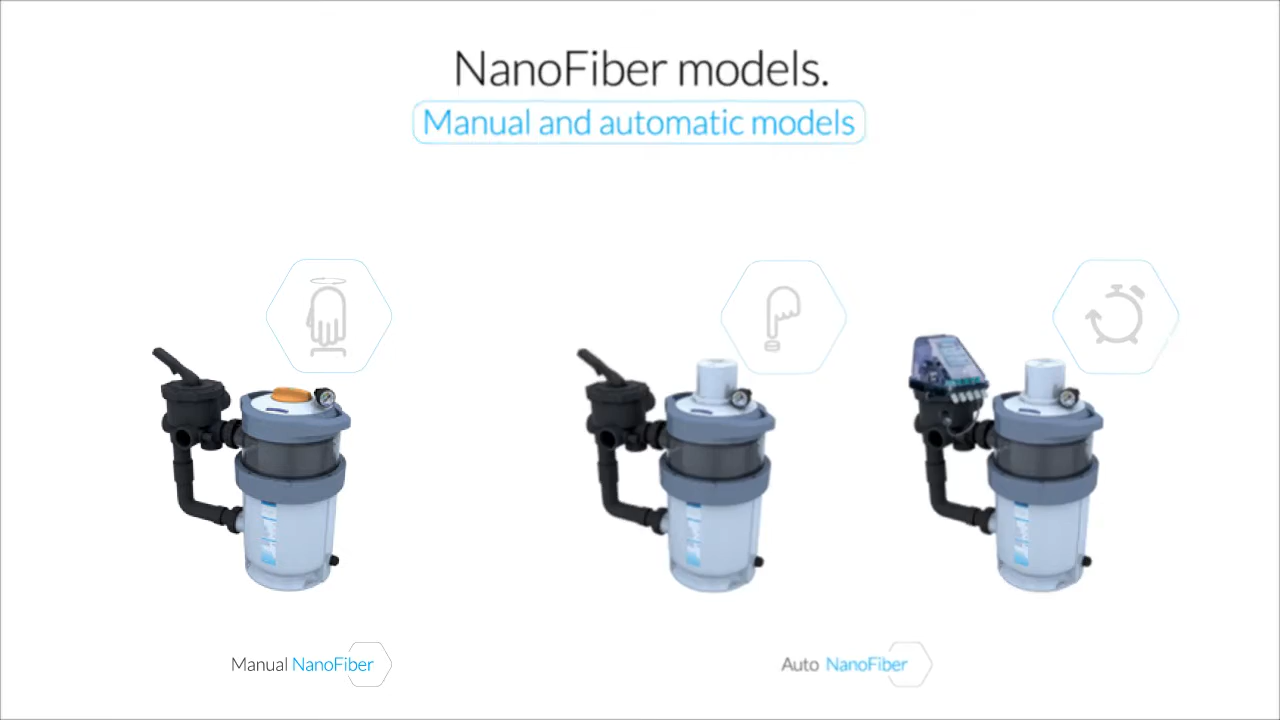 NanoFiber models.
Manual and automatic models
Manual NanoFiber
Auto NanoFiber